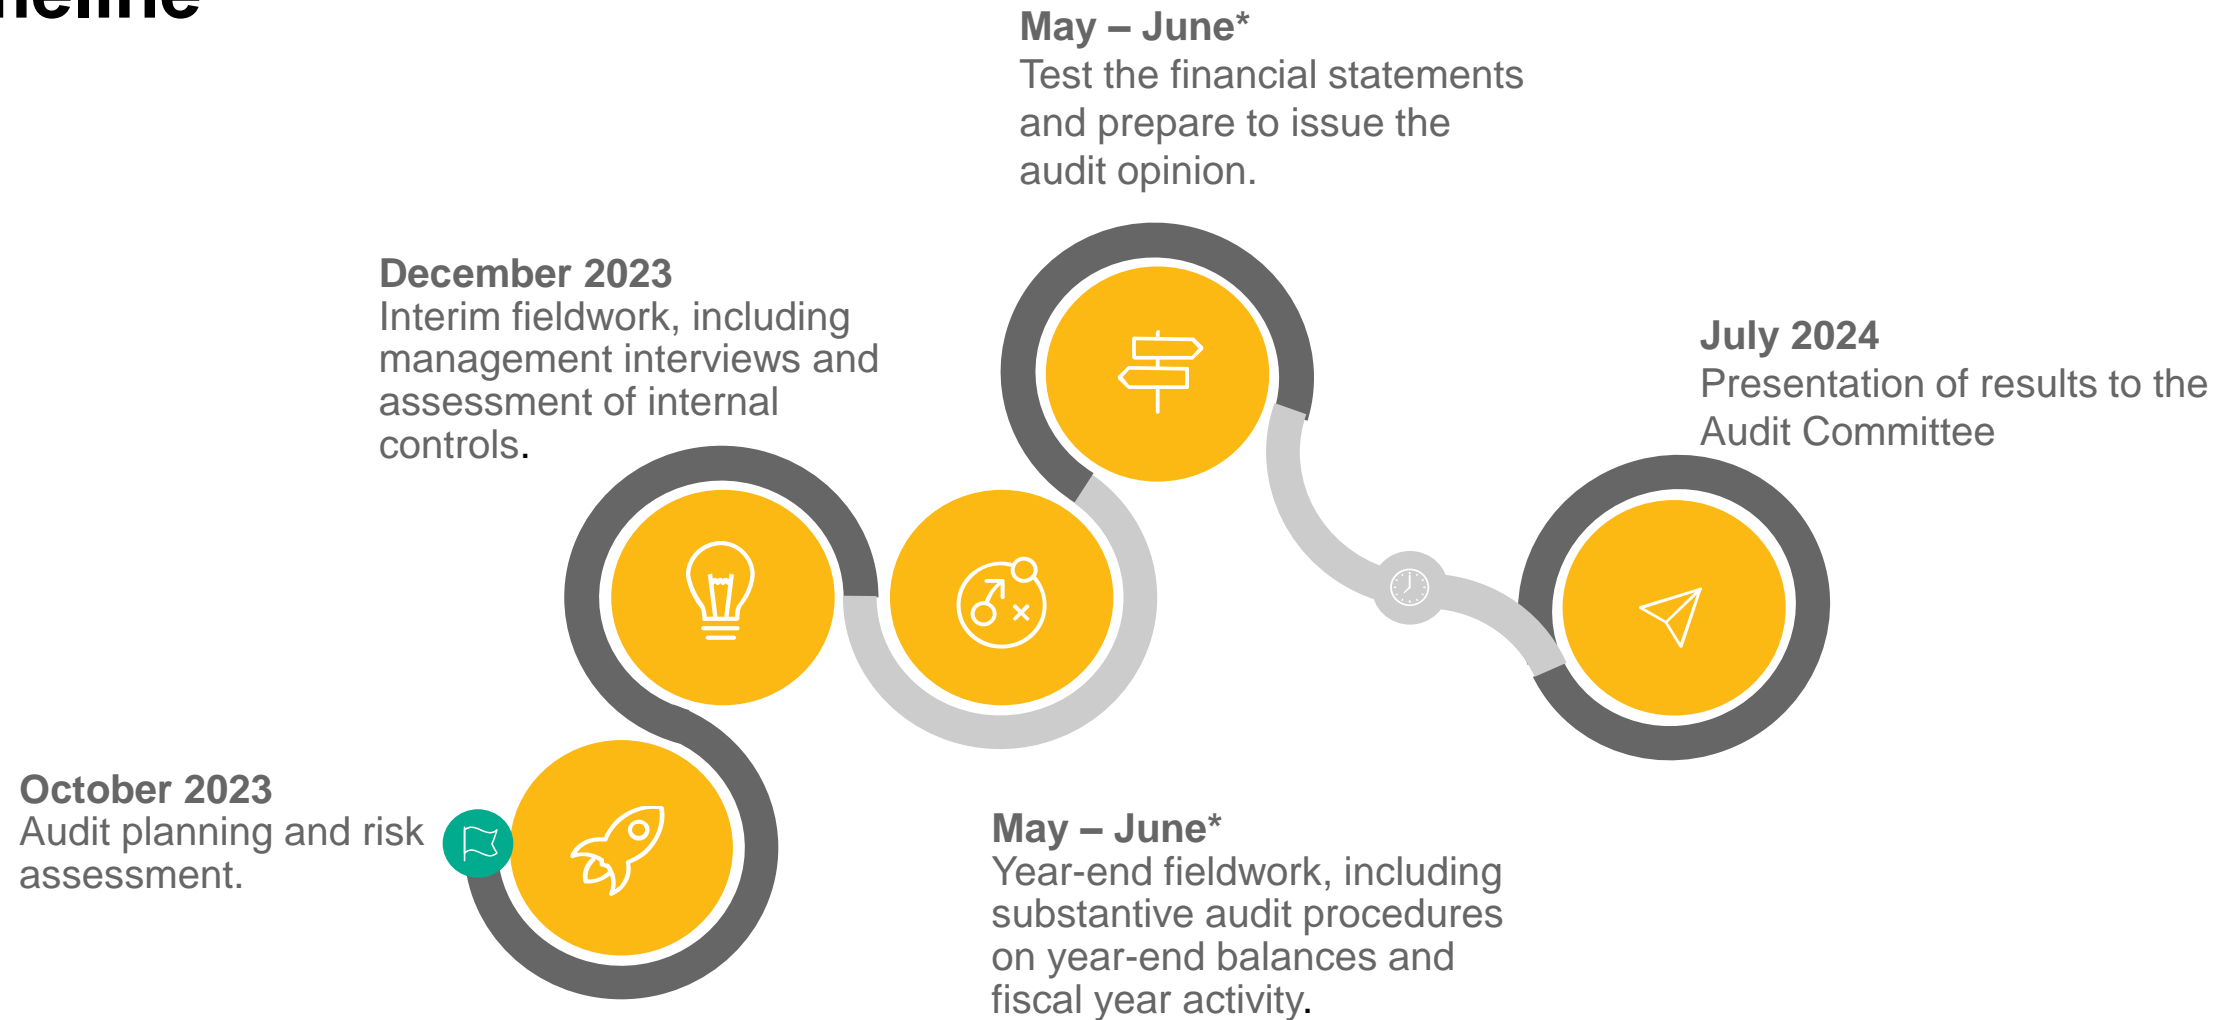 May – June*
Test the financial statements
and prepare to issue the
audit opinion.
December 2023
Interim fieldwork, including
management interviews and
assessment of internal
controls.
July 2024
Presentation of results to the
Audit Committee
October 2023
Audit planning and risk
assessment.
May – June*
Year-end fieldwork, including
substantive audit procedures
on year-end balances and
fiscal year activity.